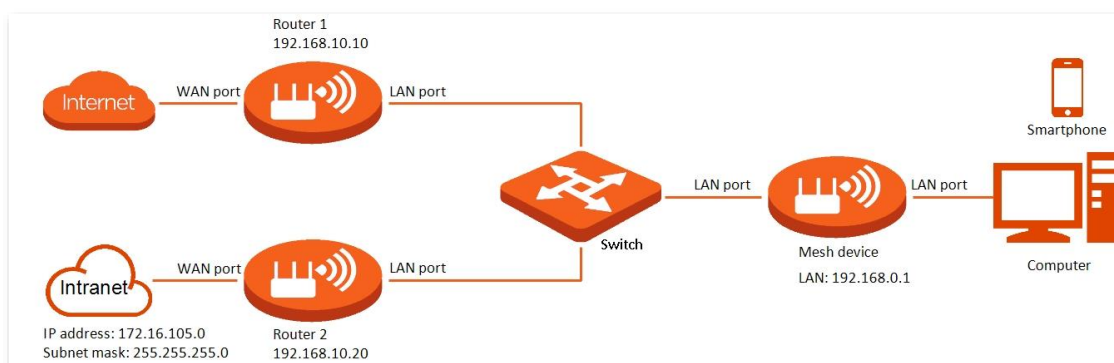 Router 1
192.168.10.10
Internet
WAN port
LAN port
Smartphone
LAN port
LAN port
Switch
Mesh device
LAN: 192.168.0.1
Computer
Intranet
WAN port
LAN port
IP address: 172.16.105.0
Subnet mask: 255.255.255.0
Router 2
192.168.10.20